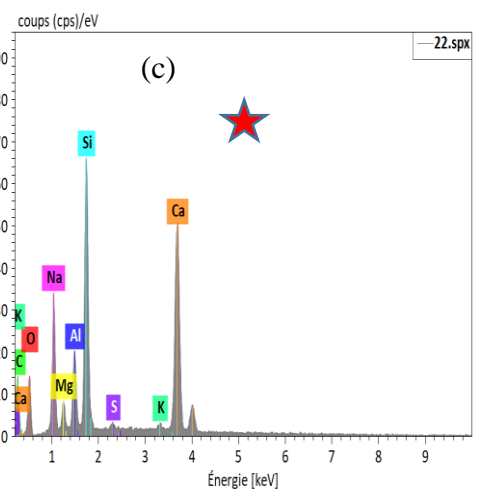 coups (cps)/eV
22.spx
(c)
Si
Ca
Na
K
O
Al
C
Mg
Ca
S
K
0
1 2 3 4 5 6 7 8 9
Énergie [keV]